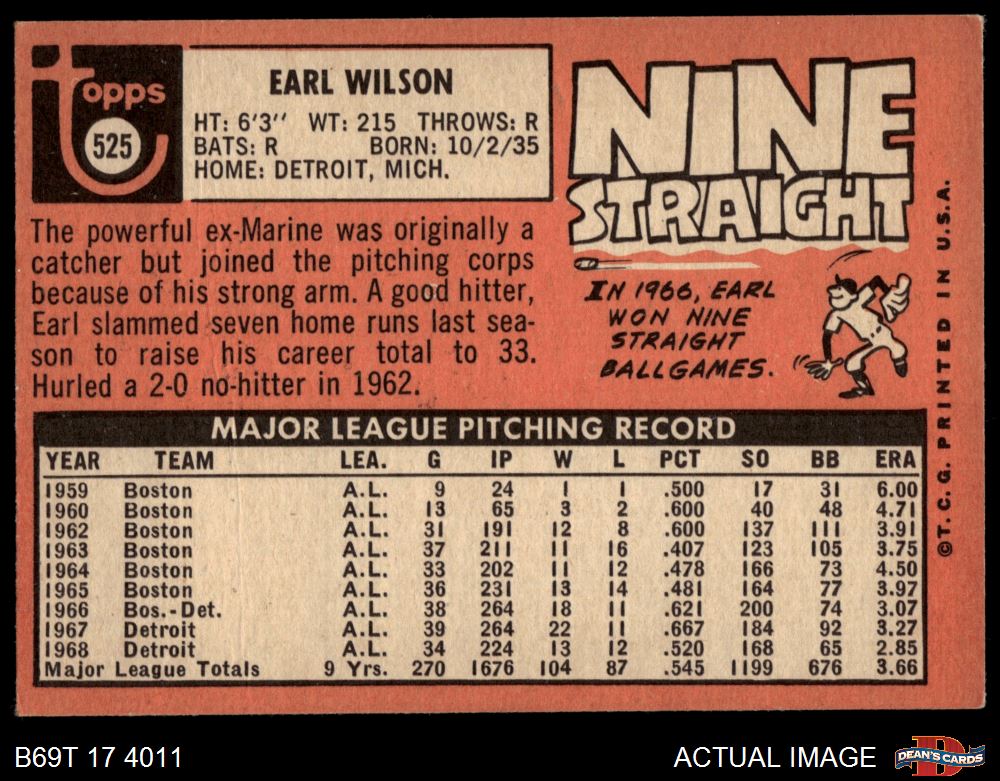 Topps
525
EARL WILSON
HT: 6'3" WT: 215 THROWS: R
BATS: R BORN: 10/2/35
HOME: DETROIT, MICH.
The powerful ex-Marine was originally a
catcher but joined the pitching corps
because of his strong arm. A good hitter,
Earl slammed seven home runs last sea-
son to raise his career total to 33.
Hurled a 2-0 no-hitter in 1962.
NINE
STRAIGHT
IN 1966, EARL
WON NINE
STRAIGHT
BALLGAMES.
©T.C.G. PRINTED IN U.S.A.
MAJOR LEAGUE PITCHING RECORD
YEAR TEAM LEA. G IP W L PCT SO BB ERA
1959 Boston A.L. 9 24 1 1 .500 17 31 6.00
1960 Boston A.L. 13 65 3 2 .600 40 48 4.71
1962 Boston A.L. 31 191 12 8 .600 137 111 3.91
1963 Boston A.L. 37 211 11 16 .407 123 105 3.75
1964 Boston A.L. 33 202 11 12 .478 166 73 4.50
1965 Boston A.L. 36 231 13 14 .481 164 77 3.97
1966 Bos.-Det. A.L. 38 264 18 11 .621 200 74 3.07
1967 Detroit A.L. 39 264 22 11 .667 184 92 3.27
1968 Detroit A.L. 34 224 13 12 .520 168 65 2.85
Major League Totals 9 Yrs. 270 1676 104 87 .545 1199 676 3.66
B69T 17 4011
ACTUAL IMAGE
DEAN'S CARDS